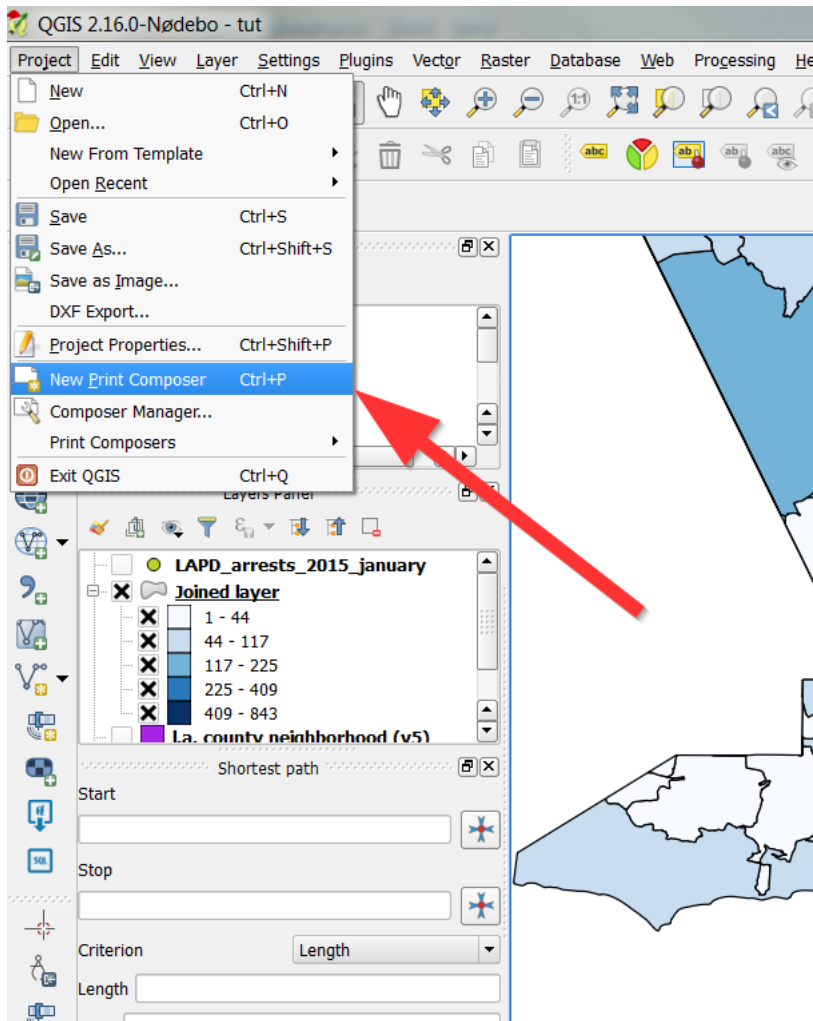 QGIS 2.16.0-Nødebo - tut
Project Edit View Layer Settings Plugins Vector Raster Database Web Processing He
New Ctrl+N
Open... Ctrl+O
New From Template
Open Recent
Save Ctrl+S
Save As... Ctrl+Shift+S
Save as Image...
DXF Export...
Project Properties... Ctrl+Shift+P
New Print Composer Ctrl+P
Composer Manager...
Print Composers
Exit QGIS Ctrl+Q
Layers Panel
LAPD_arrests_2015_january
Joined layer
1 - 44
44 - 117
117 - 225
225 - 409
409 - 843
l.a. county neighborhood (v5)
Shortest path
Start
Stop
Criterion Length
Length